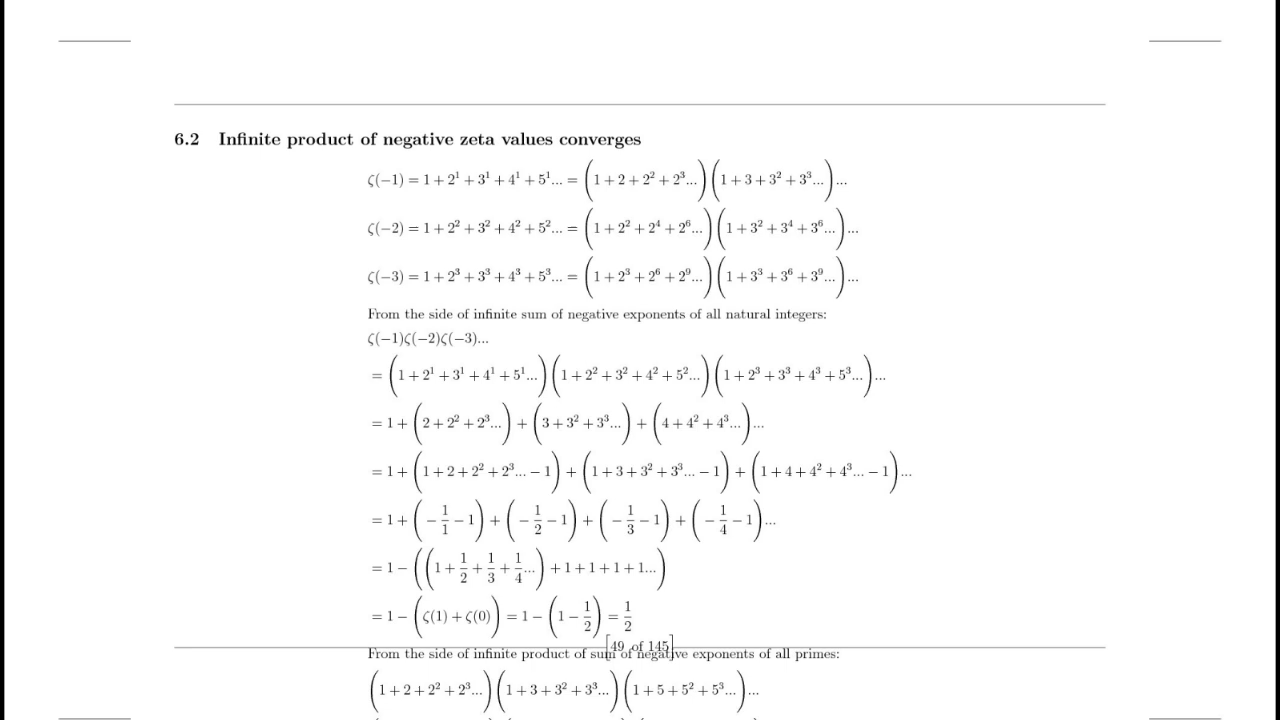 6.2 Infinite product of negative zeta values converges
ζ(−1) = 1 + 2¹ + 3¹ + 4¹ + 5¹... = (1 + 2 + 2² + 2³...)(1 + 3 + 3² + 3³...)...
ζ(−2) = 1 + 2² + 3² + 4² + 5²... = (1 + 2² + 2⁴ + 2⁶...)(1 + 3² + 3⁴ + 3⁶...)...
ζ(−3) = 1 + 2³ + 3³ + 4³ + 5³... = (1 + 2³ + 2⁶ + 2⁹...)(1 + 3³ + 3⁶ + 3⁹...)...
From the side of infinite sum of negative exponents of all natural integers:
ζ(−1)ζ(−2)ζ(−3)...
= (1 + 2¹ + 3¹ + 4¹ + 5¹...)(1 + 2² + 3² + 4² + 5²...)(1 + 2³ + 3³ + 4³ + 5³...)...
= 1 + (2 + 2² + 2³...) + (3 + 3² + 3³...) + (4 + 4² + 4³...)...
= 1 + (1 + 2 + 2² + 2³... − 1) + (1 + 3 + 3² + 3³... − 1) + (1 + 4 + 4² + 4³... − 1)...
= 1 + (−1/1 − 1) + (−1/2 − 1) + (−1/3 − 1) + (−1/4 − 1)...
= 1 − ((1 + 1/2 + 1/3 + 1/4...) + 1 + 1 + 1 + 1...)
= 1 − (ζ(1) + ζ(0)) = 1 − (1 − 1/2) = 1/2
[49 of 145]
From the side of infinite product of sum of negative exponents of all primes:
(1 + 2 + 2² + 2³...)(1 + 3 + 3² + 3³...)(1 + 5 + 5² + 5³...)...